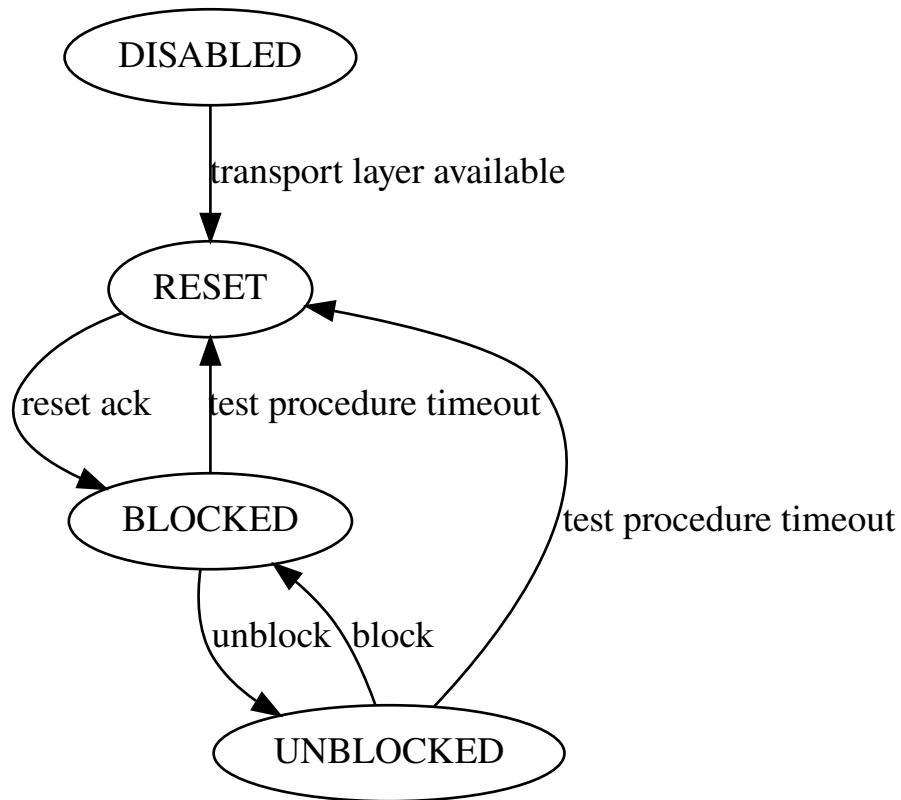 DISABLED
transport layer available
RESET
reset ack
test procedure timeout
BLOCKED
test procedure timeout
unblock
block
UNBLOCKED